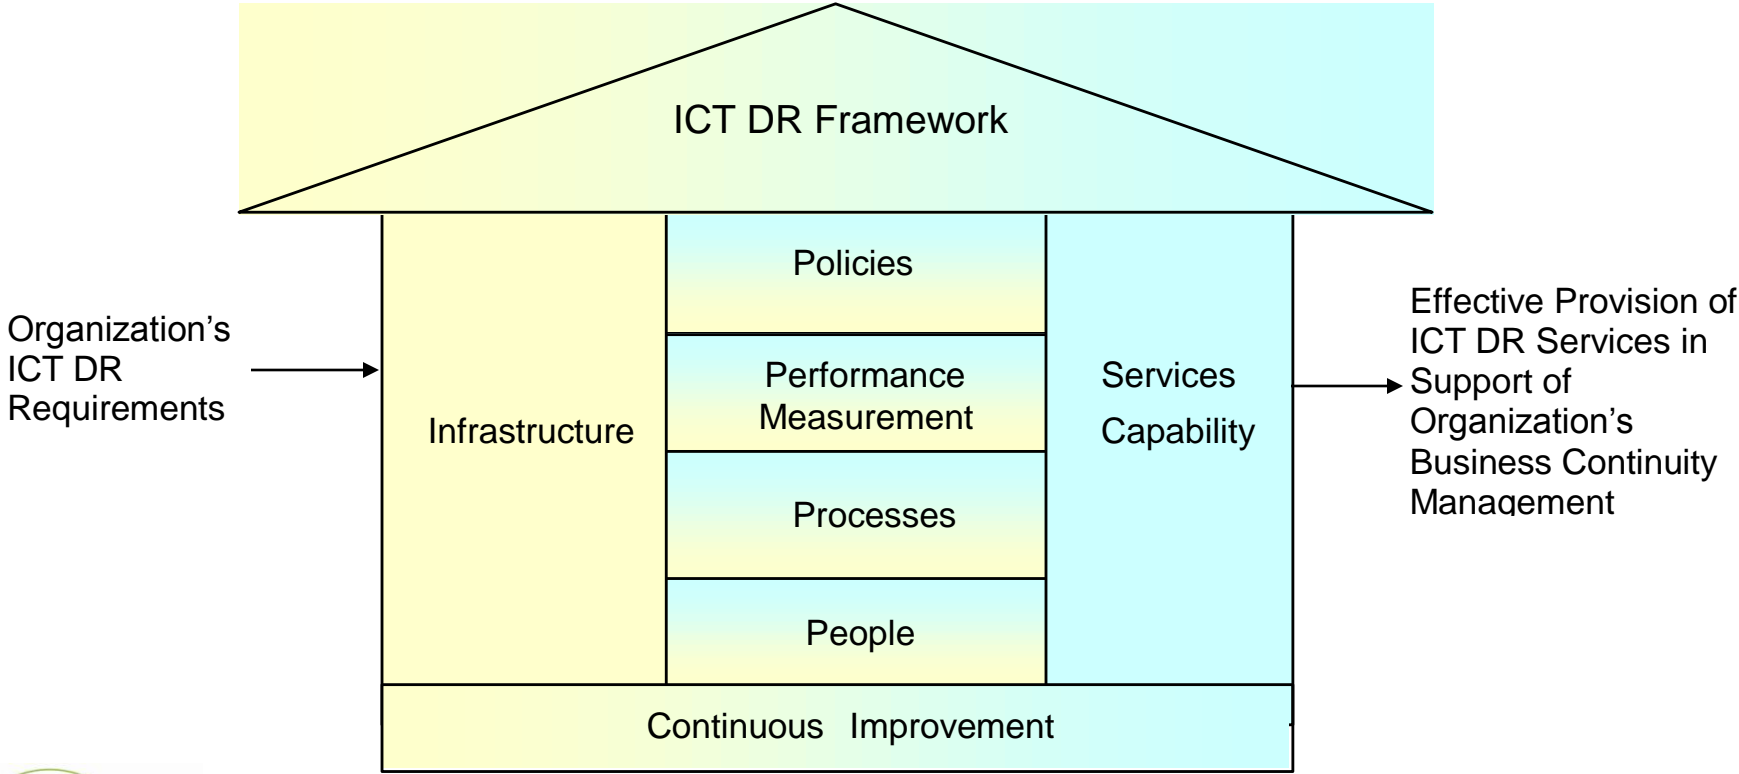 ICT DR Framework
Organization’s
ICT DR
Requirements
Infrastructure
Policies
Performance
Measurement
Processes
People
Services
Capability
Effective Provision of
ICT DR Services in
Support of
Organization’s
Business Continuity
Management
Continuous Improvement